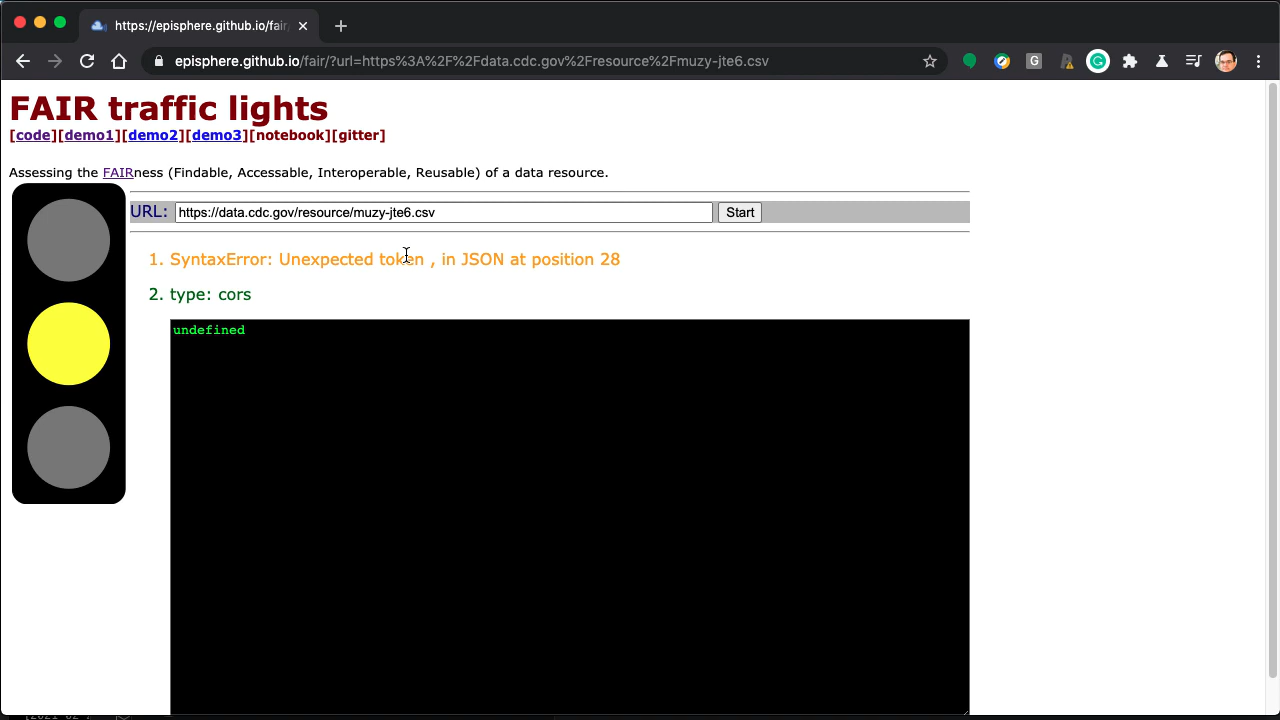 https://episphere.github.io/fair
episphere.github.io/fair/?url=https%3A%2F%2Fdata.cdc.gov%2Fresource%2Fmuzy-jte6.csv
G
FAIR traffic lights
[code][demo1][demo2][demo3][notebook][gitter]
Assessing the FAIRness (Findable, Accessable, Interoperable, Reusable) of a data resource.
URL: https://data.cdc.gov/resource/muzy-jte6.csv Start
1. SyntaxError: Unexpected token , in JSON at position 28
2. type: cors
undefined